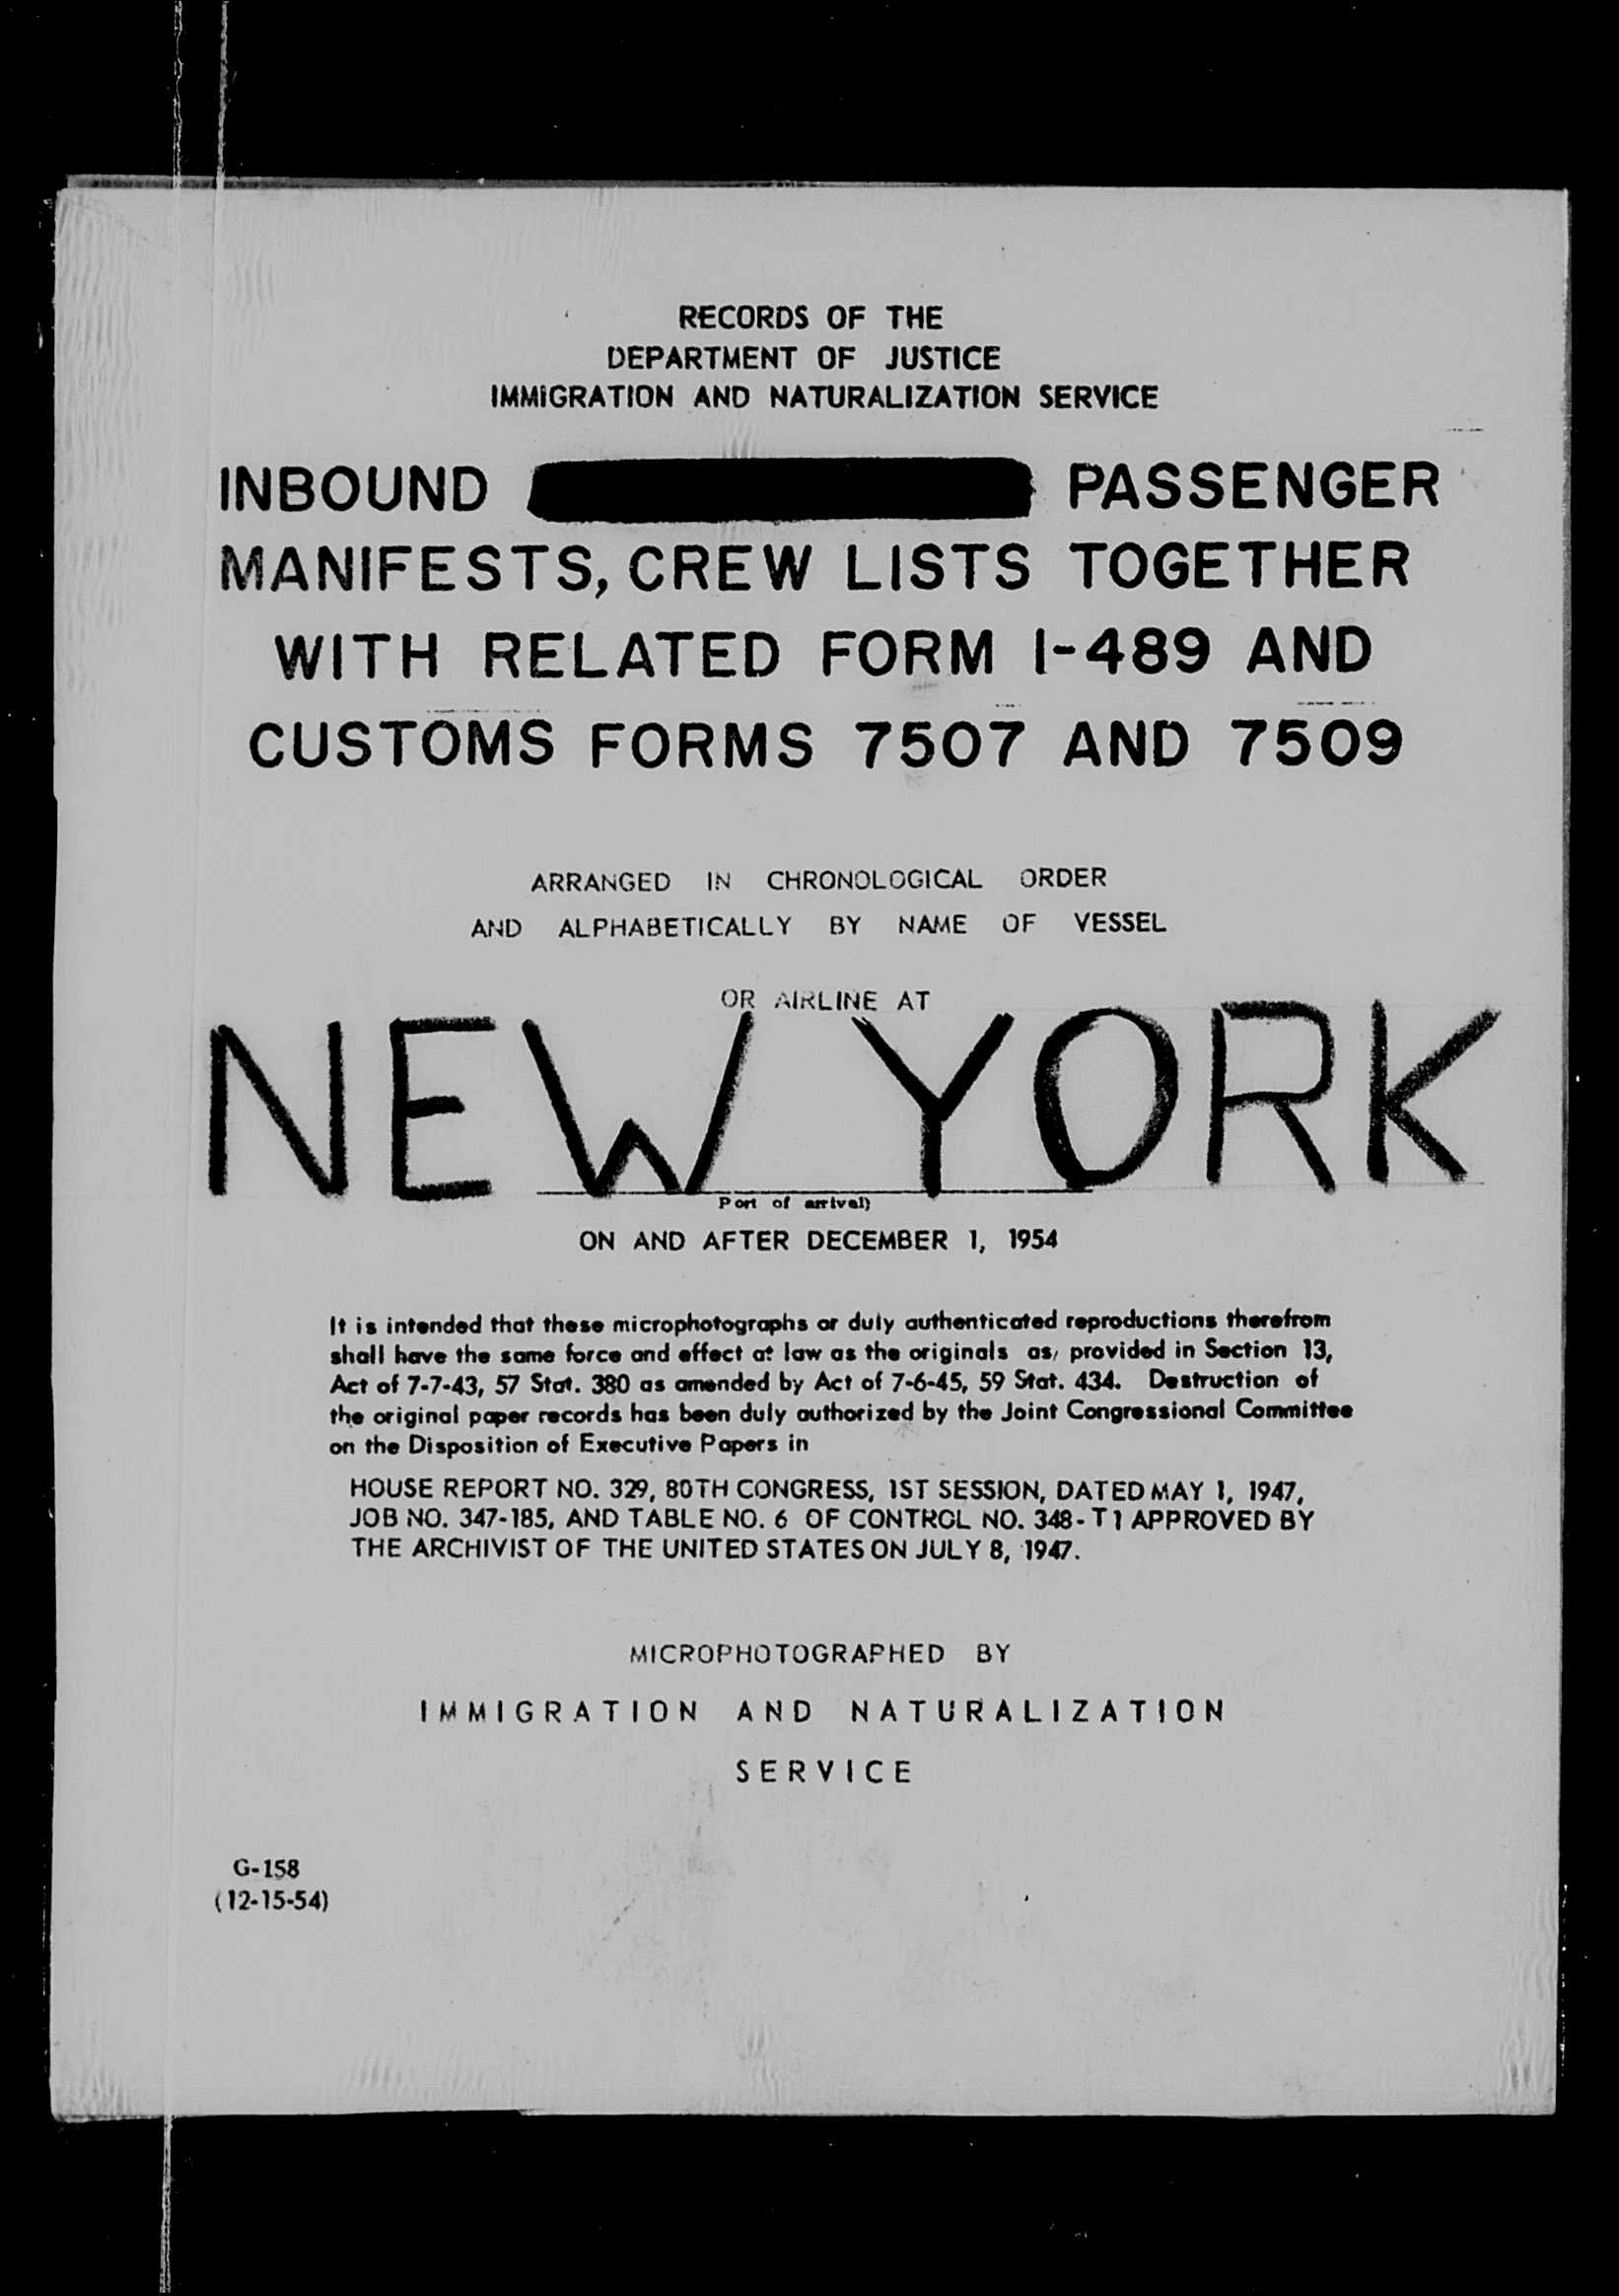 RECORDS OF THE
DEPARTMENT OF JUSTICE
IMMIGRATION AND NATURALIZATION SERVICE
INBOUND PASSENGER
MANIFESTS, CREW LISTS TOGETHER
WITH RELATED FORM I-489 AND
CUSTOMS FORMS 7507 AND 7509
ARRANGED IN CHRONOLOGICAL ORDER
AND ALPHABETICALLY BY NAME OF VESSEL
OR AIRLINE AT
NEW YORK
Port of arrival)
ON AND AFTER DECEMBER 1, 1954
It is intended that these microphotographs or duly authenticated reproductions therefrom
shall have the same force and effect at law as the originals as, provided in Section 13,
Act of 7-7-43, 57 Stat. 380 as amended by Act of 7-6-45, 59 Stat. 434. Destruction of
the original paper records has been duly authorized by the Joint Congressional Committee
on the Disposition of Executive Papers in
HOUSE REPORT NO. 329, 80TH CONGRESS, 1ST SESSION, DATED MAY 1, 1947,
JOB NO. 347-185, AND TABLE NO. 6 OF CONTROL NO. 348-T1 APPROVED BY
THE ARCHIVIST OF THE UNITED STATES ON JULY 8, 1947.
MICROPHOTOGRAPHED BY
IMMIGRATION AND NATURALIZATION
SERVICE
G-158
(12-15-54)